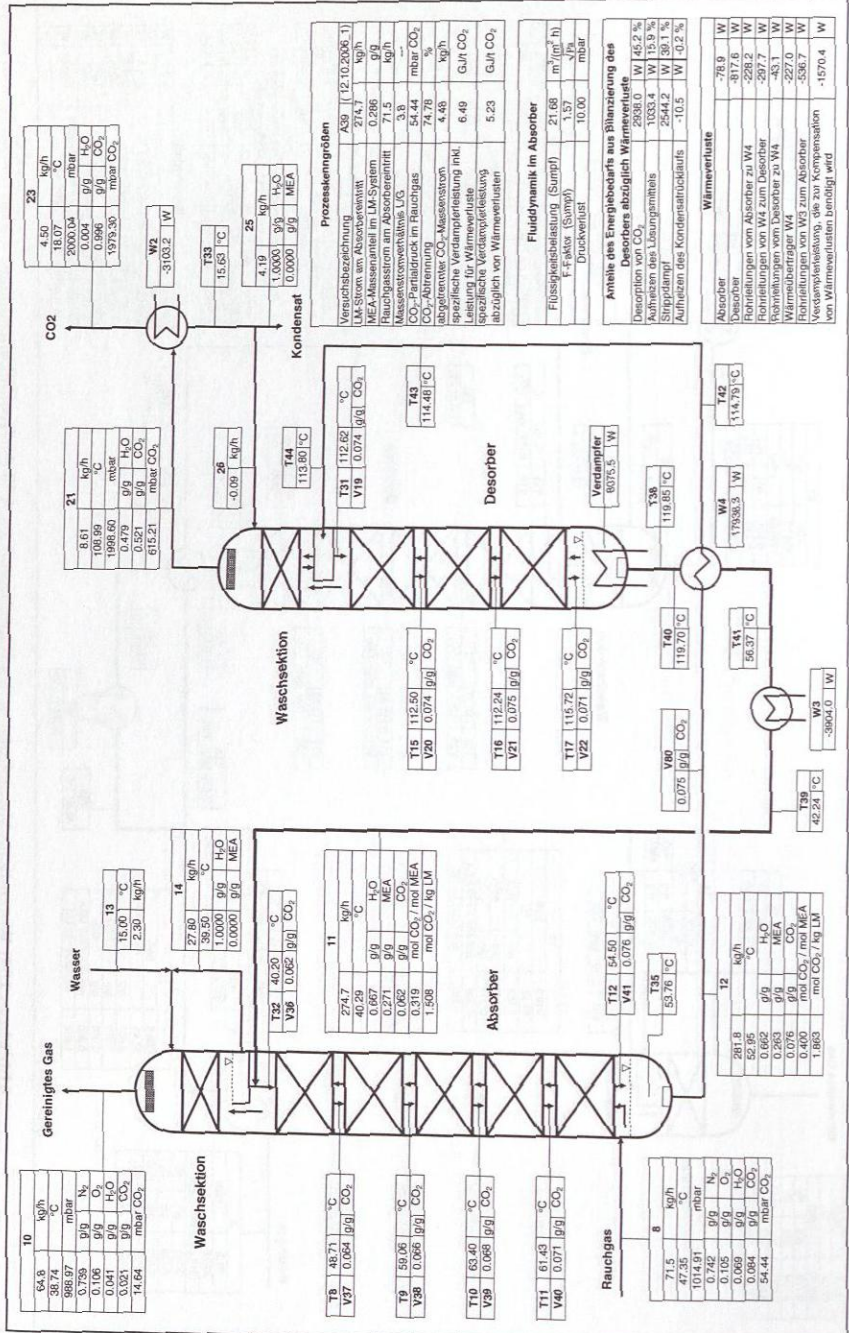 10
64.8 kg/h
38.74 °C
988.97 mbar
0.739 g/g N₂
0.106 g/g O₂
0.041 g/g H₂O
0.021 g/g CO₂
14.64 mbar CO₂
Gereinigtes Gas
Waschsektion
Wasser
13
15.00 °C
2.30 kg/h
14
27.80 kg/h
39.50 °C
1.0000 g/g H₂O
0.0000 g/g MEA
T32 40.20 °C
V36 0.062 g/g CO₂
T8 48.71 °C
V37 0.064 g/g CO₂
T9 59.06 °C
V38 0.066 g/g CO₂
T10 63.40 °C
V39 0.068 g/g CO₂
T11 61.43 °C
V40 0.071 g/g CO₂
11
274.7 kg/h
40.29 °C
0.667 g/g H₂O
0.271 g/g MEA
0.062 g/g CO₂
0.319 mol CO₂ / mol MEA
1.508 mol CO₂ / kg LM
Absorber
T12 54.50 °C
V41 0.076 g/g CO₂
T35
53.76 °C
Rauchgas
8
71.5 kg/h
47.35 °C
1014.91 mbar
0.742 g/g N₂
0.105 g/g O₂
0.069 g/g H₂O
0.084 g/g CO₂
54.44 mbar CO₂
12
281.8 kg/h
52.95 °C
0.662 g/g H₂O
0.263 g/g MEA
0.076 g/g CO₂
0.400 mol CO₂ / mol MEA
1.863 mol CO₂ / kg LM
21
8.61 kg/h
108.99 °C
1998.60 mbar
0.479 g/g H₂O
0.521 g/g CO₂
615.21 mbar CO₂
CO2
23
4.50 kg/h
18.07 °C
2000.04 mbar
0.004 g/g H₂O
0.996 g/g CO₂
1979.30 mbar CO₂
W2
-3103.2 W
T33
15.63 °C
25
4.19 kg/h
1.0000 g/g H₂O
0.0000 g/g MEA
Kondensat
26
-0.09 kg/h
Waschsektion
T44
113.80 °C
T31 112.62 °C
V19 0.074 g/g CO₂
T15 112.50 °C
V20 0.074 g/g CO₂
T16 112.24 °C
V21 0.075 g/g CO₂
T17 115.72 °C
V22 0.071 g/g CO₂
Desorber
T43
114.48 °C
Verdampfer
8075.5 W
T38
119.85 °C
V80
0.075 g/g CO₂
T40
119.70 °C
W4
17938.3 W
T42
114.79 °C
T41
56.37 °C
W3
-3904.0 W
T39
42.24 °C
Prozesskenngrößen
Versuchsbezeichnung A39 (12.10.2006_1)
LM-Strom am Absorbereintritt 274.7 kg/h
MEA-Massenanteil im LM-System 0.286 g/g
Rauchgasstrom am Absorbereintritt 71.5 kg/h
Massenstromverhältnis L/G 3.8 ---
CO₂-Partialdruck im Rauchgas 54.44 mbar CO₂
CO₂-Abtrennung 74.78 %
abgetrennter CO₂-Massenstrom 4.48 kg/h
spezifische Verdampferleistung inkl.
Leistung für Wärmeverluste 6.49 GJ/t CO₂
spezifische Verdampferleistung
abzüglich von Wärmeverlusten 5.23 GJ/t CO₂
Fluiddynamik im Absorber
Flüssigkeitsbelastung (Sumpf) 21.68 m³/(m² h)
F-Faktor (Sumpf) 1.57 √Pa
Druckverlust 10.00 mbar
Anteile des Energiebedarfs aus Bilanzierung des
Desorbers abzüglich Wärmeverluste
Desorption von CO₂ 2938.0 W 45.2 %
Aufheizen des Lösungsmittels 1033.4 W 15.9 %
Strippdampf 2544.2 W 39.1 %
Aufheizen des Kondensatrücklaufs -10.5 W -0.2 %
Wärmeverluste
Absorber -78.9 W
Desorber -817.6 W
Rohrleitungen vom Absorber zu W4 -228.2 W
Rohrleitungen von W4 zum Desorber -297.7 W
Rohrleitungen vom Desorber zu W4 -43.1 W
Wärmeübertrager W4 -227.0 W
Rohrleitungen von W3 zum Absorber -536.7 W
Verdampferleistung, die zur Kompensation
von Wärmeverlusten benötigt wird -1570.4 W